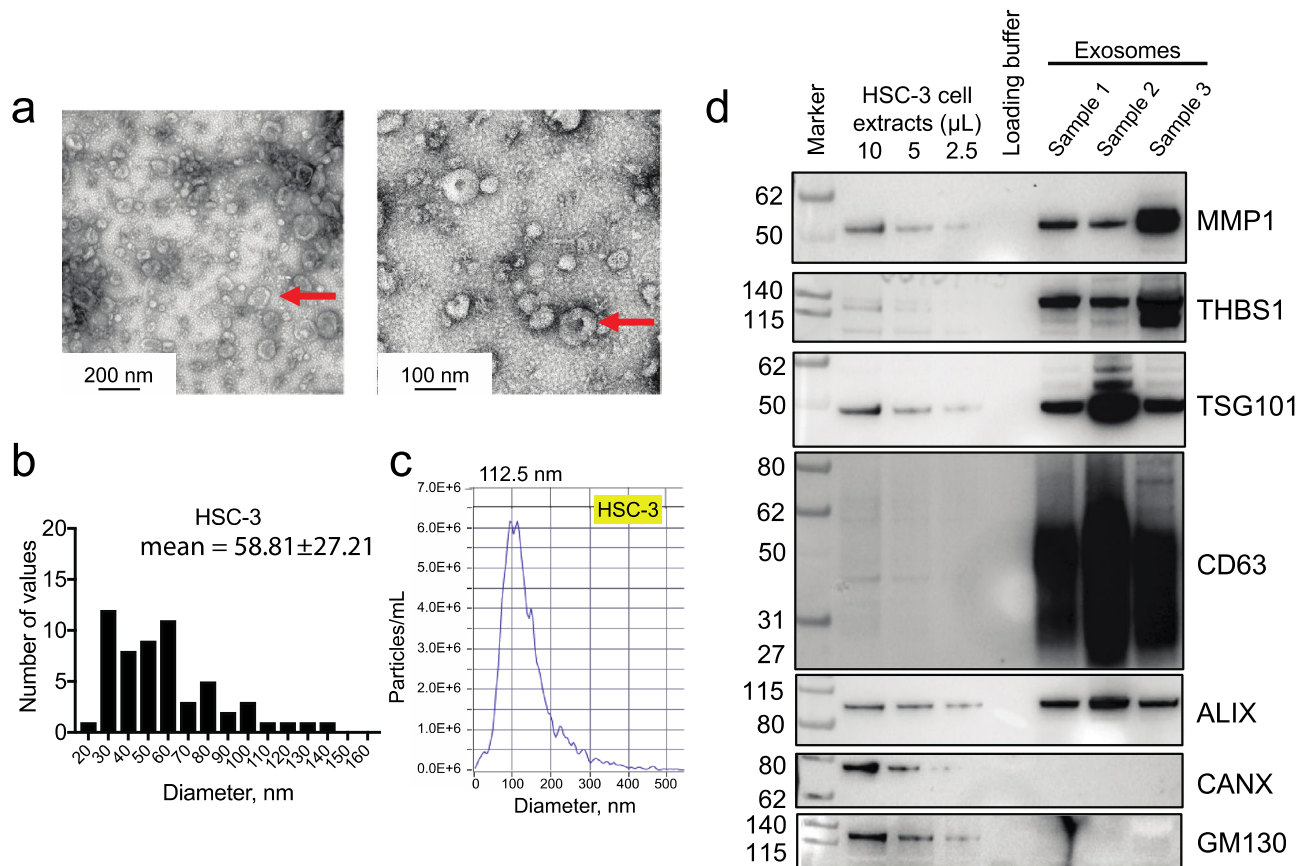 a
200 nm
100 nm
b
HSC-3
mean = 58.81±27.21
Number of values
20
15
10
5
0
20 30 40 50 60 70 80 90 100 110 120 130 140 150 160
Diameter, nm
c
112.5 nm
HSC-3
Particles/mL
7.0E+6
6.0E+6
5.0E+6
4.0E+6
3.0E+6
2.0E+6
1.0E+6
0.0E+6
0 100 200 300 400 500
Diameter, nm
d
Marker
HSC-3 cell
extracts (µL)
10 5 2.5
Loading buffer
Exosomes
Sample 1
Sample 2
Sample 3
62
50
MMP1
140
115
THBS1
62
50
TSG101
80
62
50
31
27
CD63
115
80
ALIX
80
62
CANX
140
115
GM130